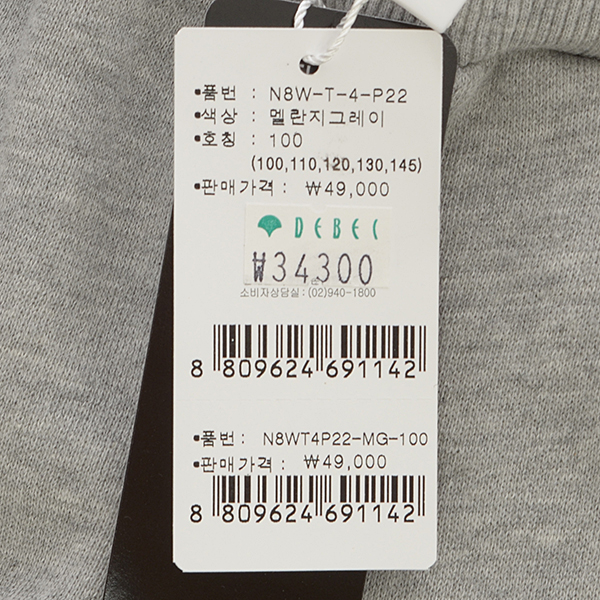 •품번 : N8W-T-4-P22
•색상 : 멜란지그레이
•호칭 : 100
(100,110,120,130,145)
•판매가격 : ₩49,000
DEBEC
₩34,300
소비자상담실 : (02)940-1800
8 809624 691142
•품번 : N8WT4P22-MG-100
•판매가격 : ₩49,000
8 809624 691142